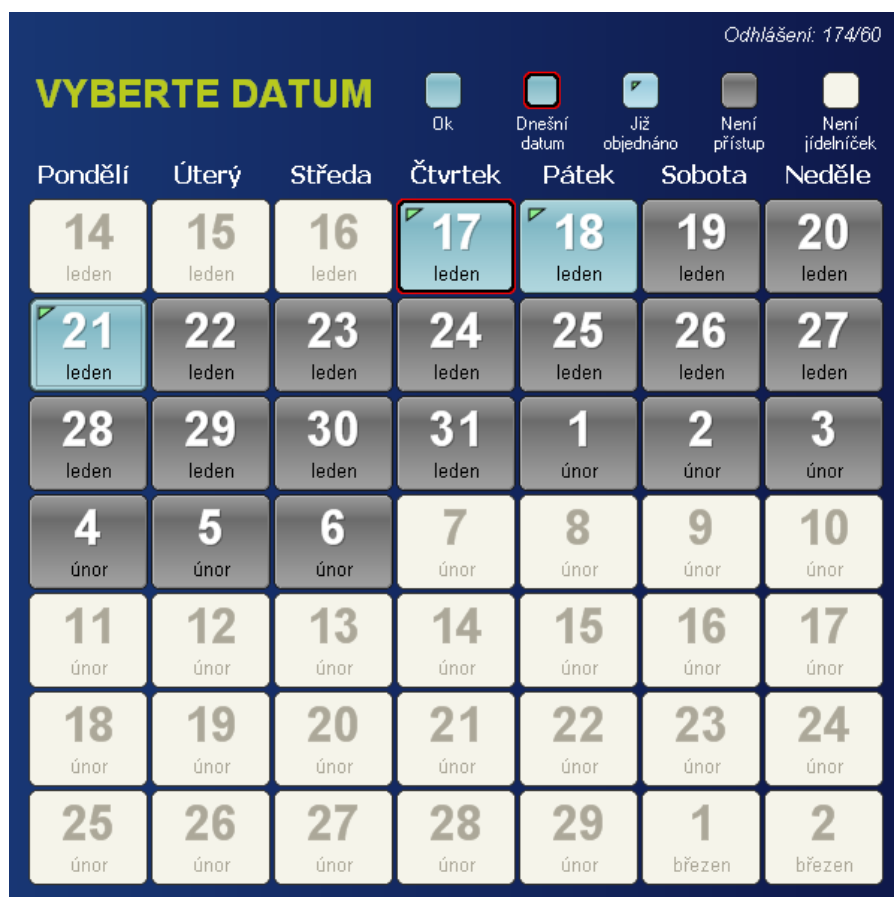 Odhlášení: 174/60
VYBERTE DATUM
Ok
Dnešní datum
Již objednáno
Není přístup
Není jídelníček
Pondělí Úterý Středa Čtvrtek Pátek Sobota Neděle
14 15 16 17 18 19 20
leden leden leden leden leden leden leden
21 22 23 24 25 26 27
leden leden leden leden leden leden leden
28 29 30 31 1 2 3
leden leden leden leden únor únor únor
4 5 6 7 8 9 10
únor únor únor únor únor únor únor
11 12 13 14 15 16 17
únor únor únor únor únor únor únor
18 19 20 21 22 23 24
únor únor únor únor únor únor únor
25 26 27 28 29 1 2
únor únor únor únor únor březen březen